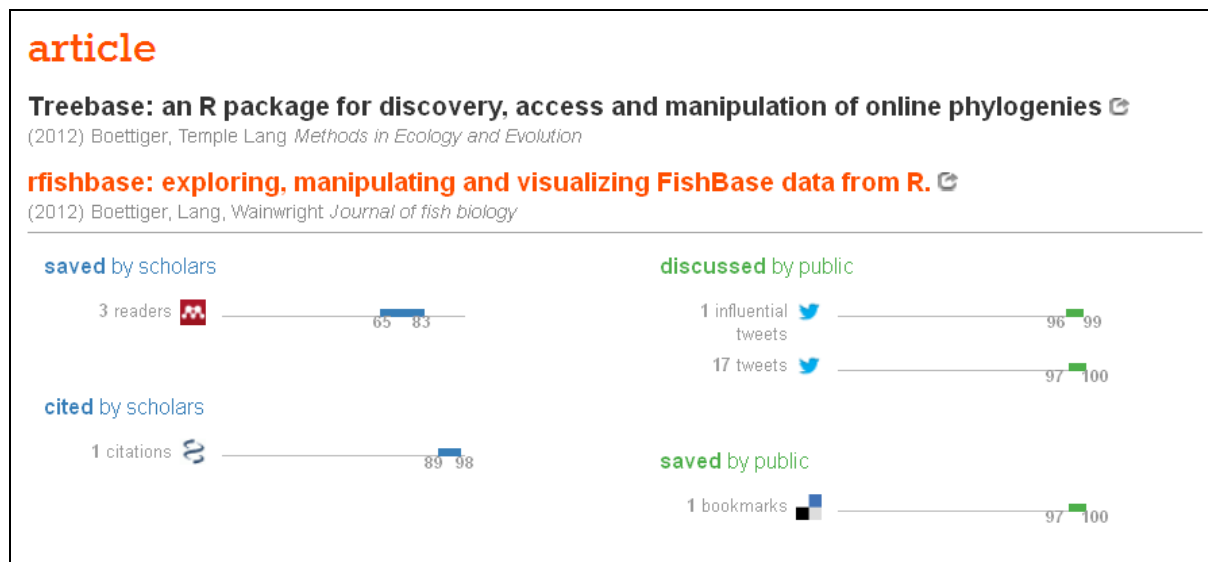 article
Treebase: an R package for discovery, access and manipulation of online phylogenies
(2012) Boettiger, Temple Lang Methods in Ecology and Evolution
rfishbase: exploring, manipulating and visualizing FishBase data from R.
(2012) Boettiger, Lang, Wainwright Journal of fish biology
saved by scholars
3 readers
65 83
cited by scholars
1 citations
89 98
discussed by public
1 influential
tweets
96 99
17 tweets
97 100
saved by public
1 bookmarks
97 100